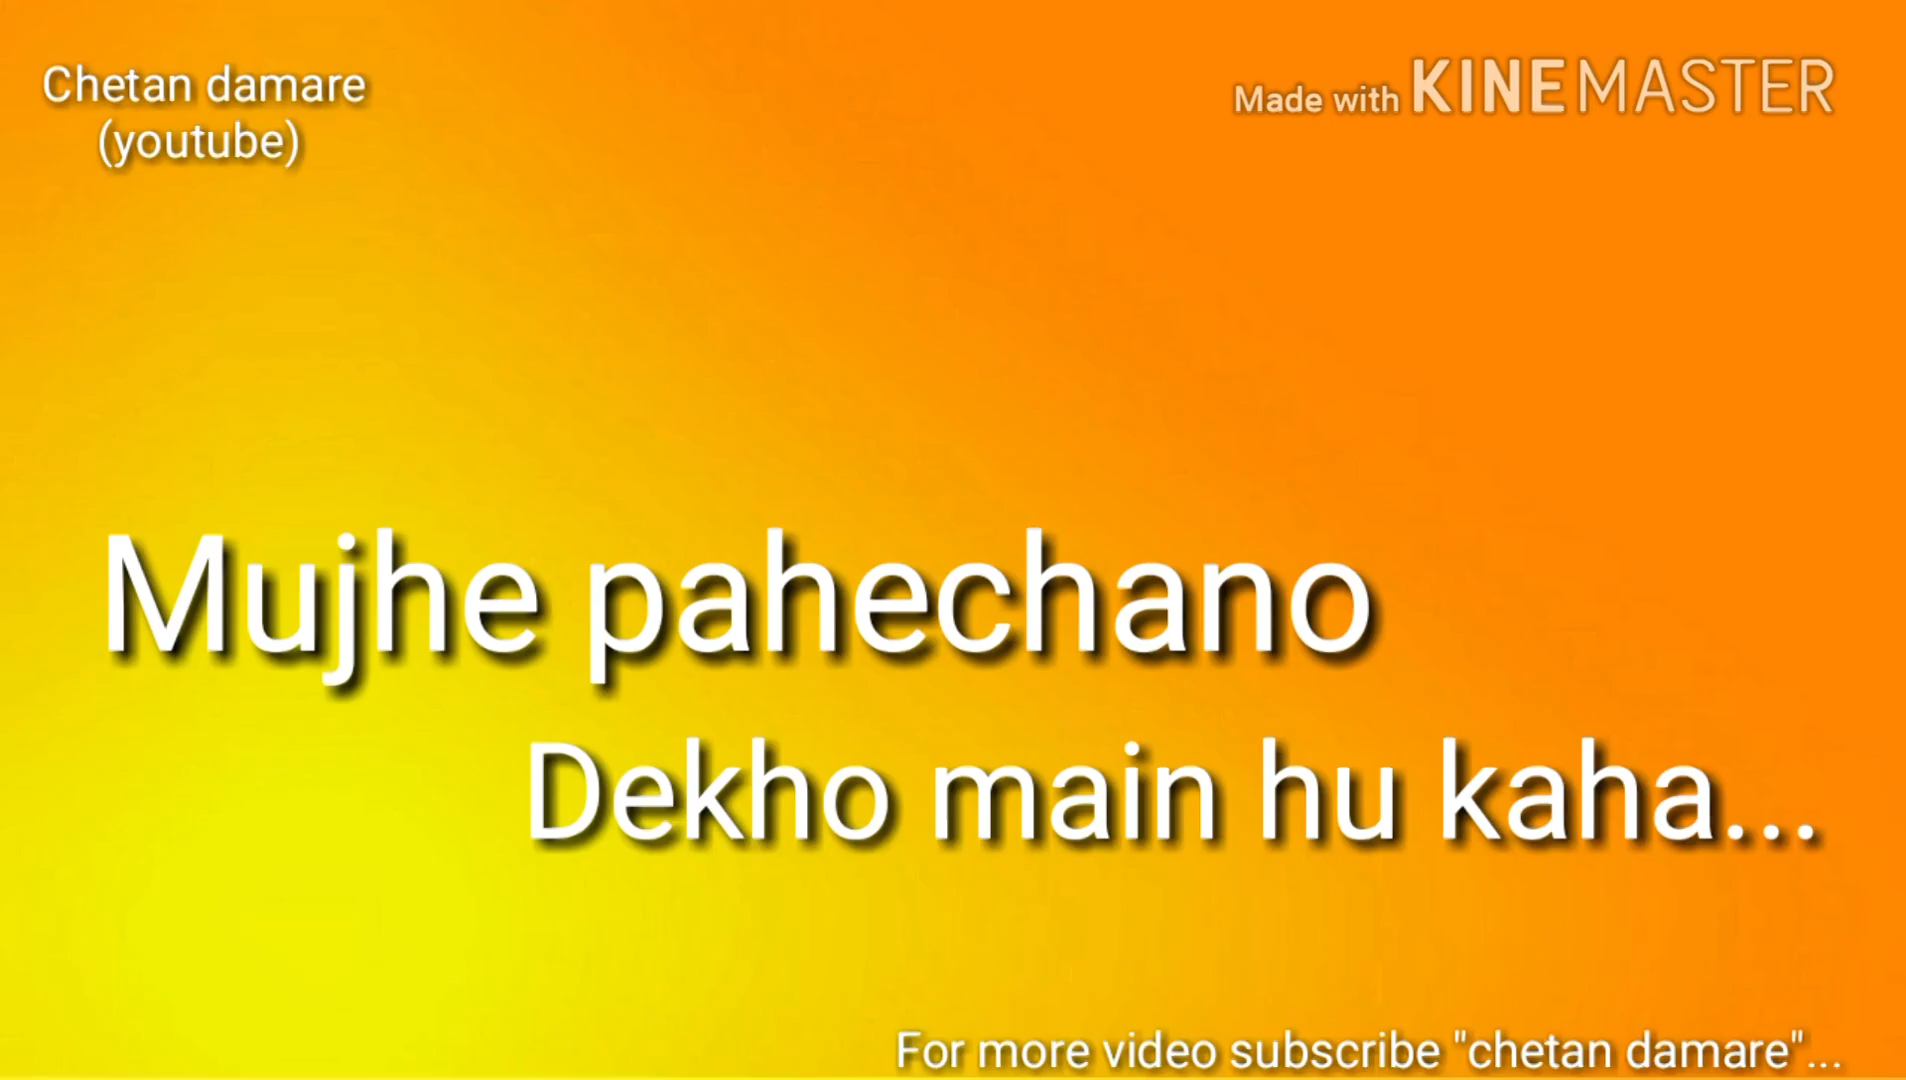 Chetan damare
(youtube)
Made with KINEMASTER
Mujhe pahechano
Dekho main hu kaha...
For more video subscribe "chetan damare"...